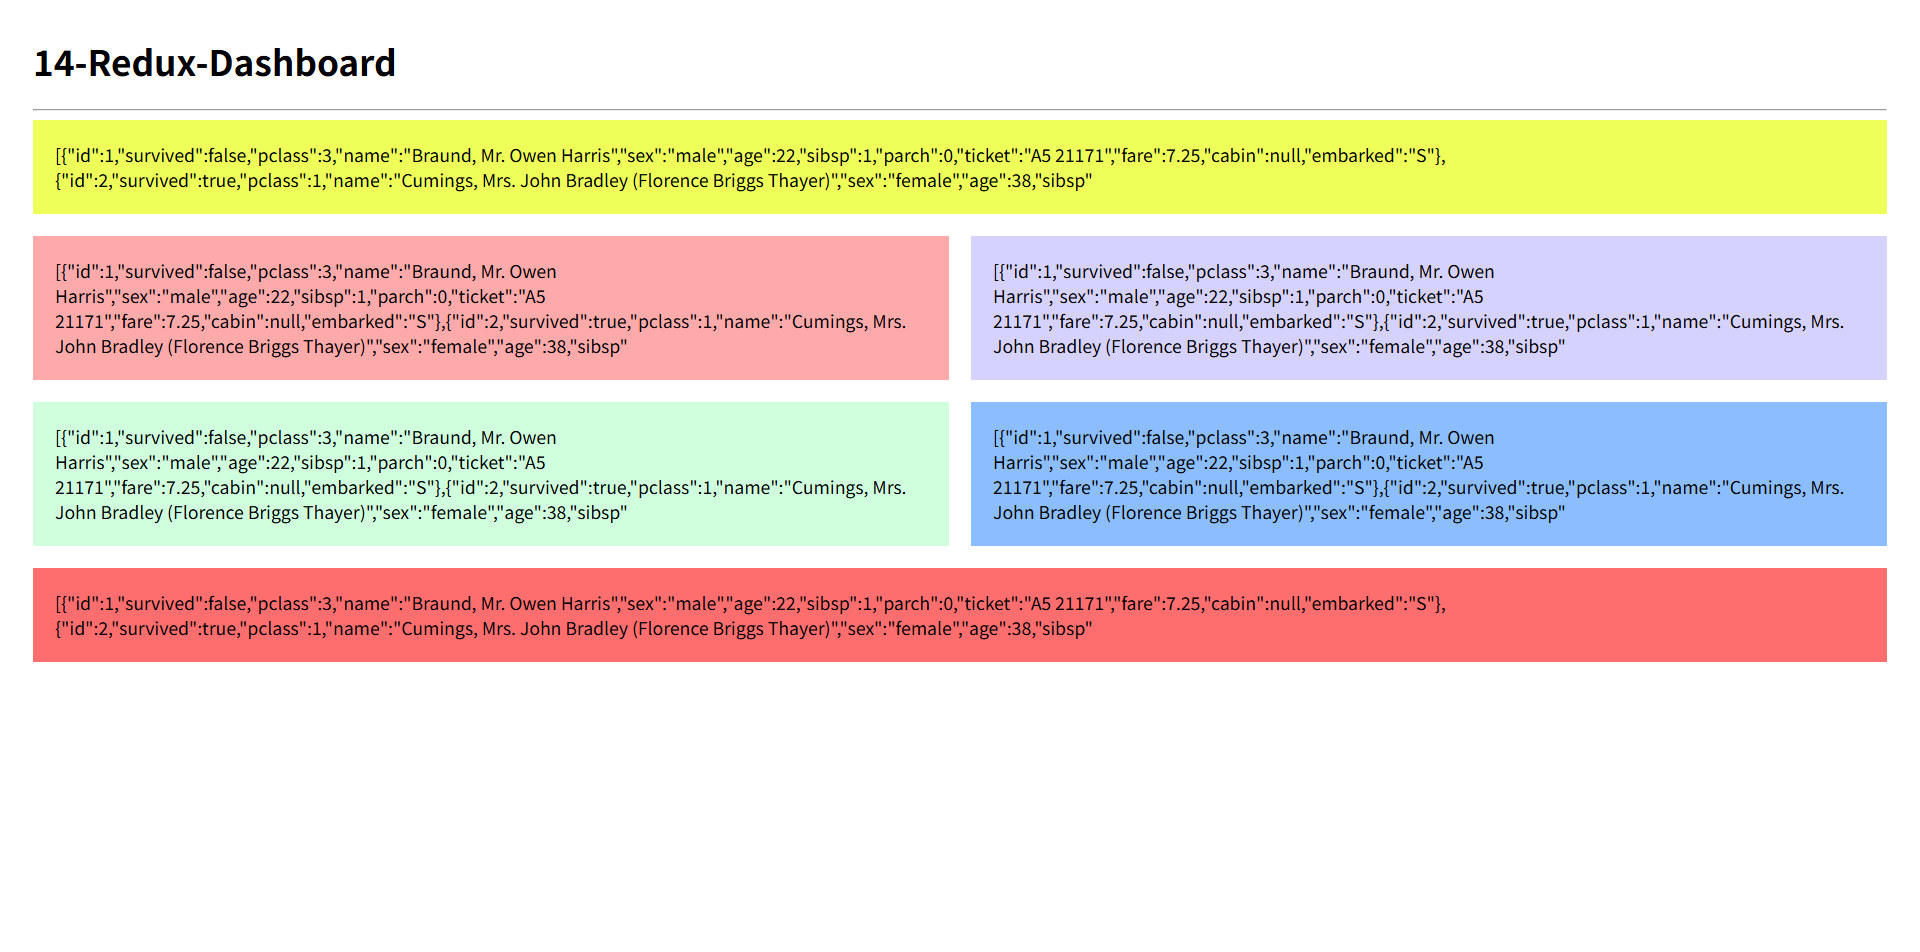 14-Redux-Dashboard
[{"id":1,"survived":false,"pclass":3,"name":"Braund, Mr. Owen Harris","sex":"male","age":22,"sibsp":1,"parch":0,"ticket":"A5 21171","fare":7.25,"cabin":null,"embarked":"S"},
{"id":2,"survived":true,"pclass":1,"name":"Cumings, Mrs. John Bradley (Florence Briggs Thayer)","sex":"female","age":38,"sibsp"
[{"id":1,"survived":false,"pclass":3,"name":"Braund, Mr. Owen
Harris","sex":"male","age":22,"sibsp":1,"parch":0,"ticket":"A5
21171","fare":7.25,"cabin":null,"embarked":"S"},{"id":2,"survived":true,"pclass":1,"name":"Cumings, Mrs.
John Bradley (Florence Briggs Thayer)","sex":"female","age":38,"sibsp"
[{"id":1,"survived":false,"pclass":3,"name":"Braund, Mr. Owen
Harris","sex":"male","age":22,"sibsp":1,"parch":0,"ticket":"A5
21171","fare":7.25,"cabin":null,"embarked":"S"},{"id":2,"survived":true,"pclass":1,"name":"Cumings, Mrs.
John Bradley (Florence Briggs Thayer)","sex":"female","age":38,"sibsp"
[{"id":1,"survived":false,"pclass":3,"name":"Braund, Mr. Owen
Harris","sex":"male","age":22,"sibsp":1,"parch":0,"ticket":"A5
21171","fare":7.25,"cabin":null,"embarked":"S"},{"id":2,"survived":true,"pclass":1,"name":"Cumings, Mrs.
John Bradley (Florence Briggs Thayer)","sex":"female","age":38,"sibsp"
[{"id":1,"survived":false,"pclass":3,"name":"Braund, Mr. Owen
Harris","sex":"male","age":22,"sibsp":1,"parch":0,"ticket":"A5
21171","fare":7.25,"cabin":null,"embarked":"S"},{"id":2,"survived":true,"pclass":1,"name":"Cumings, Mrs.
John Bradley (Florence Briggs Thayer)","sex":"female","age":38,"sibsp"
[{"id":1,"survived":false,"pclass":3,"name":"Braund, Mr. Owen Harris","sex":"male","age":22,"sibsp":1,"parch":0,"ticket":"A5 21171","fare":7.25,"cabin":null,"embarked":"S"},
{"id":2,"survived":true,"pclass":1,"name":"Cumings, Mrs. John Bradley (Florence Briggs Thayer)","sex":"female","age":38,"sibsp"